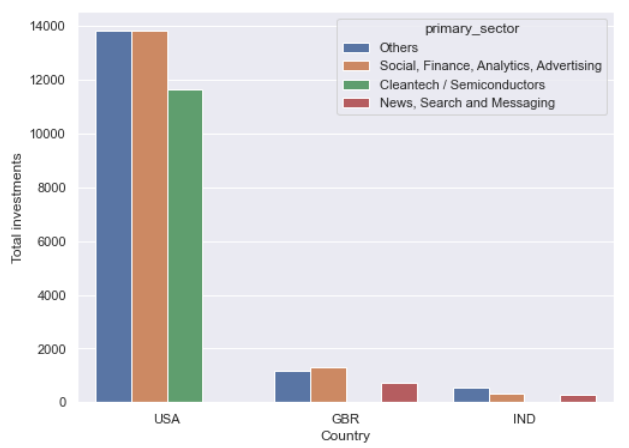 14000
12000
10000
8000
6000
4000
2000
0
Total investments
primary_sector
Others
Social, Finance, Analytics, Advertising
Cleantech / Semiconductors
News, Search and Messaging
USA
GBR
IND
Country